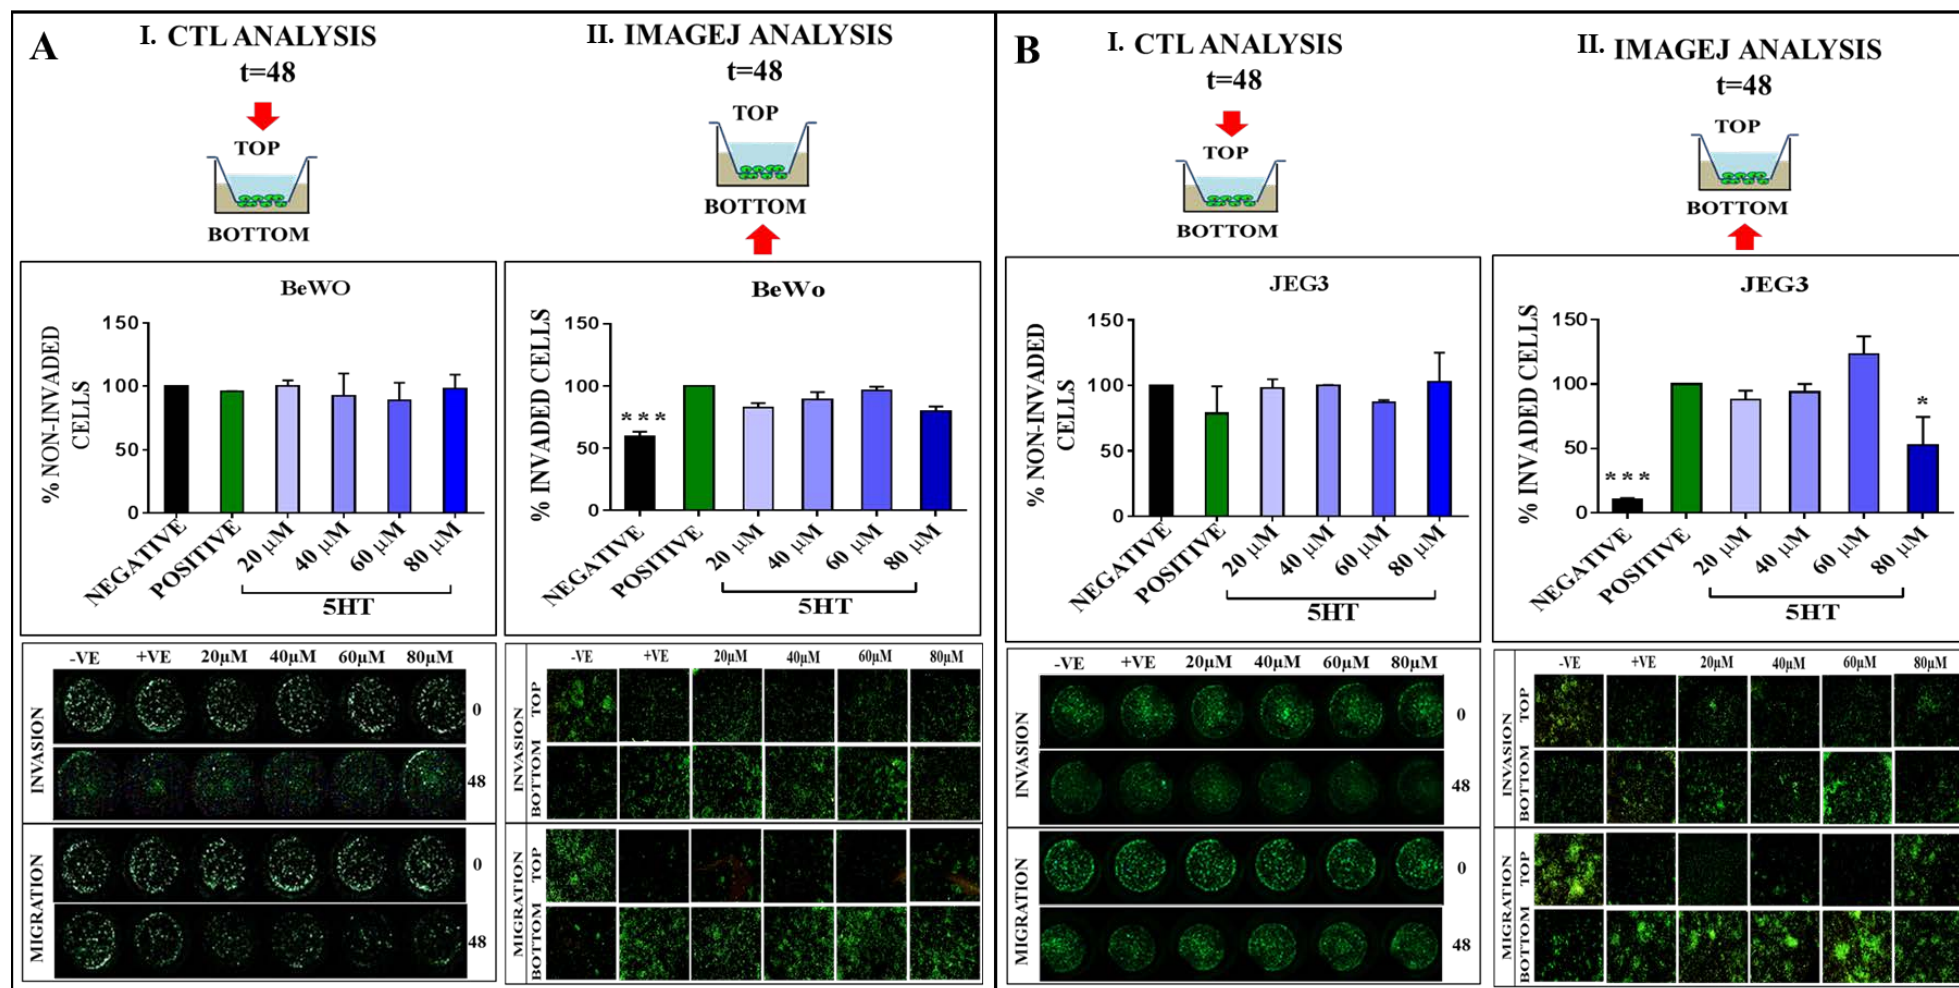 A
I. CTL ANALYSIS
t=48
TOP
BOTTOM
BeWO
% NON-INVADED
CELLS
150
100
50
0
NEGATIVE
POSITIVE
20 μM
40 μM
60 μM
80 μM
5HT
-VE +VE 20μM 40μM 60μM 80μM
INVASION
0
48
MIGRATION
0
48
II. IMAGEJ ANALYSIS
t=48
TOP
BOTTOM
BeWo
% INVADED CELLS
150
100
50
0
***
NEGATIVE
POSITIVE
20 μM
40 μM
60 μM
80 μM
5HT
-VE +VE 20μM 40μM 60μM 80μM
INVASION
TOP
BOTTOM
MIGRATION
TOP
BOTTOM
B
I. CTL ANALYSIS
t=48
TOP
BOTTOM
JEG3
% NON-INVADED
CELLS
150
100
50
0
NEGATIVE
POSITIVE
20 μM
40 μM
60 μM
80 μM
5HT
-VE +VE 20μM 40μM 60μM 80μM
INVASION
0
48
MIGRATION
0
48
II. IMAGEJ ANALYSIS
t=48
TOP
BOTTOM
JEG3
% INVADED CELLS
150
100
50
0
***
*
NEGATIVE
POSITIVE
20 μM
40 μM
60 μM
80 μM
5HT
-VE +VE 20μM 40μM 60μM 80μM
INVASION
TOP
BOTTOM
MIGRATION
TOP
BOTTOM